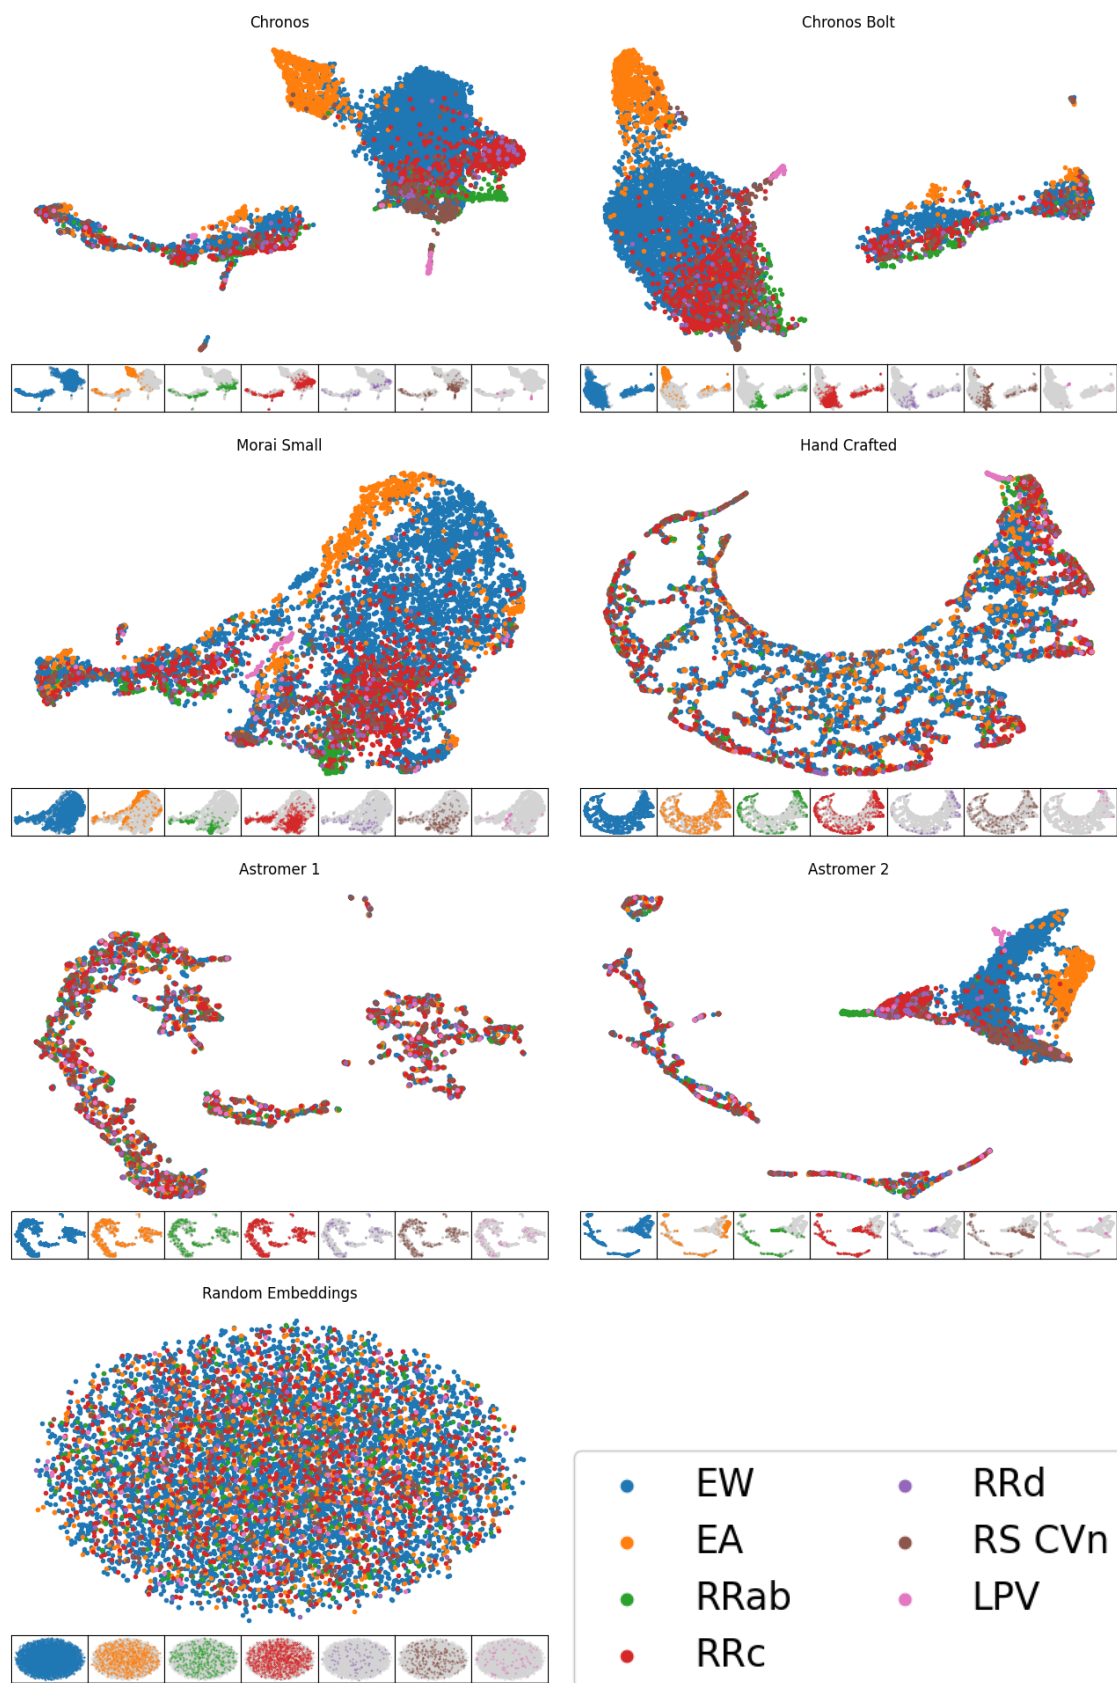 Chronos
Chronos Bolt
Morai Small
Hand Crafted
Astromer 1
Astromer 2
Random Embeddings
EW
EA
RRab
RRc
RRd
RS CVn
LPV